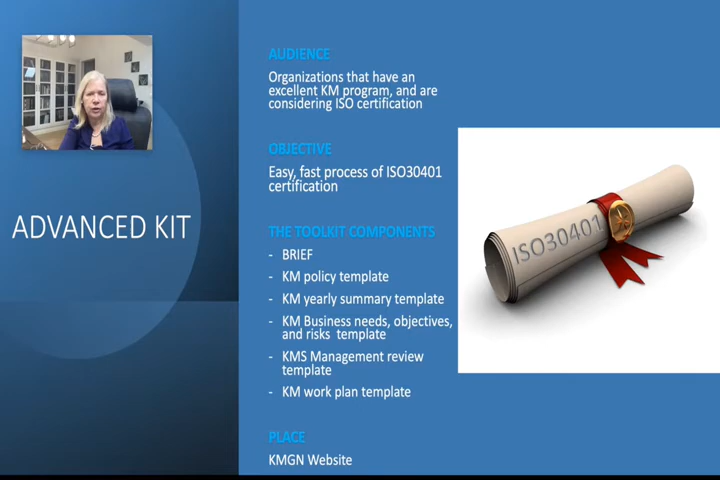 ADVANCED KIT
AUDIENCE
Organizations that have an
excellent KM program, and are
considering ISO certification
OBJECTIVE
Easy, fast process of ISO30401
certification
THE TOOLKIT COMPONENTS
- BRIEF
- KM policy template
- KM yearly summary template
- KM Business needs, objectives,
and risks template
- KMS Management review
template
- KM work plan template
PLACE
KMGN Website
ISO30401